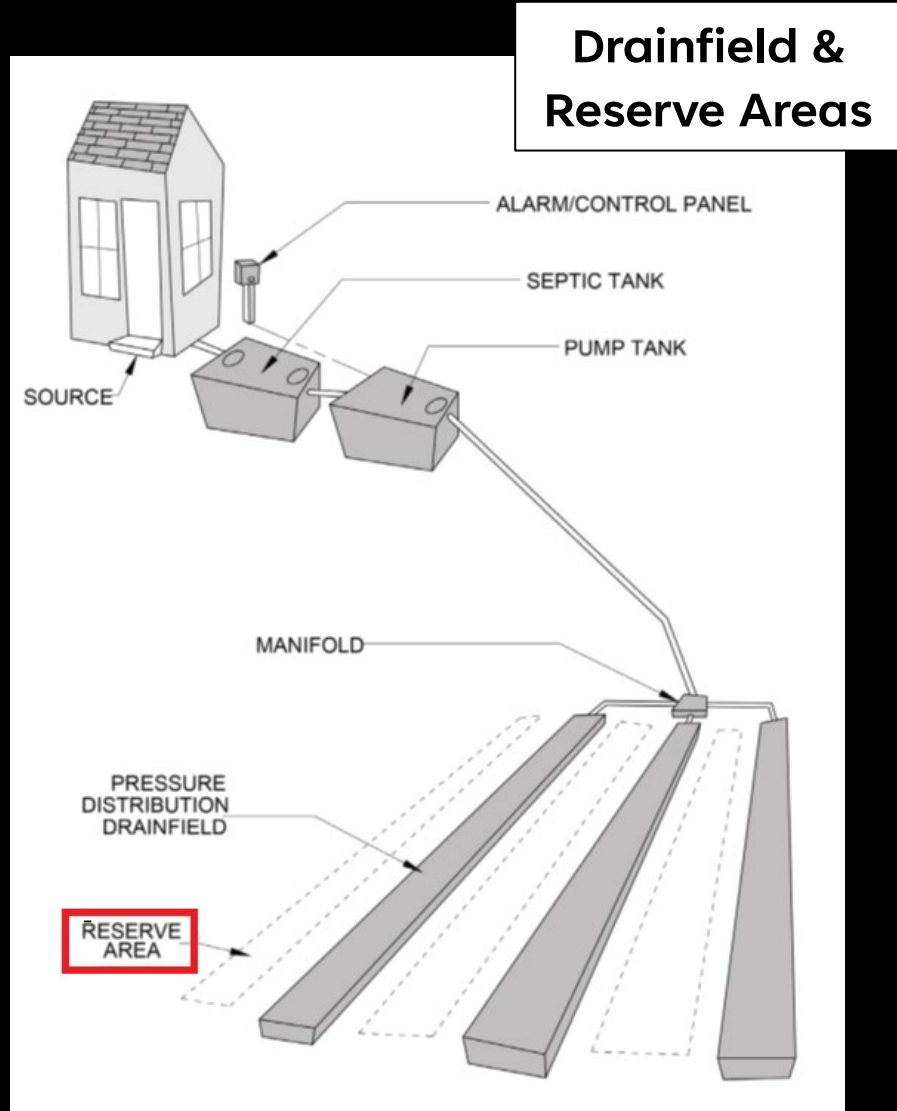 Drainfield &
Reserve Areas
ALARM/CONTROL PANEL
SEPTIC TANK
PUMP TANK
SOURCE
MANIFOLD
PRESSURE
DISTRIBUTION
DRAINFIELD
RESERVE
AREA